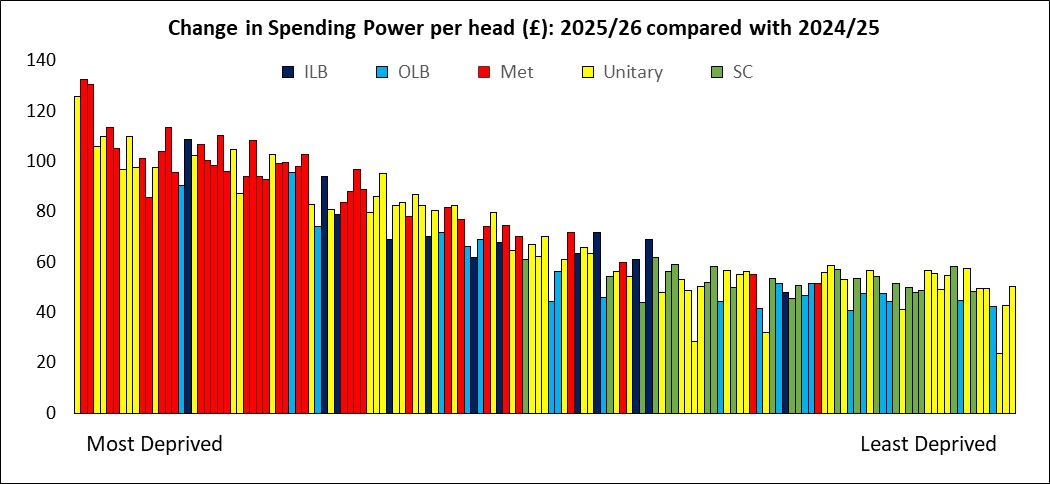 Change in Spending Power per head (£): 2025/26 compared with 2024/25
ILB OLB Met Unitary SC
140
120
100
80
60
40
20
0
Most Deprived Least Deprived